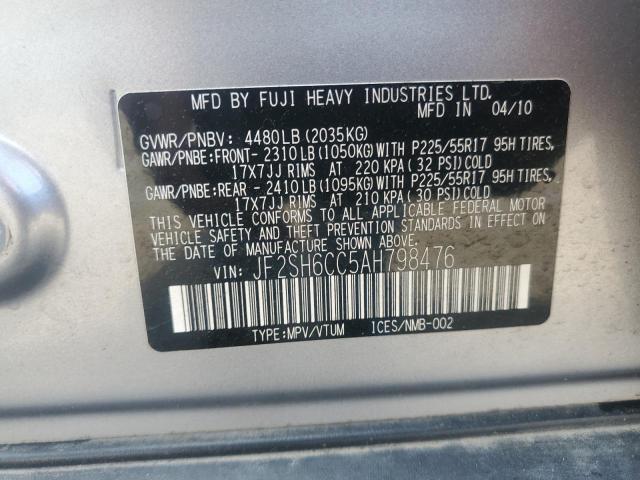 MFD BY FUJI HEAVY INDUSTRIES LTD.
MFD IN 04/10
GVWR/PNBV: 4480LB (2035KG)
GAWR/PNBE:FRONT- 2310LB(1050KG)WITH P225/55R17 95H TIRES,
17X7JJ RIMS AT 220 KPA (32 PSI)COLD
GAWR/PNBE:REAR - 2410LB(1095KG)WITH P225/55R17 95H TIRES,
17X7JJ RIMS AT 210 KPA (30 PSI)COLD
THIS VEHICLE CONFORMS TO ALL APPLICABLE FEDERAL MOTOR
VEHICLE SAFETY AND THEFT PREVENTION STANDARDS IN EFFECT ON
THE DATE OF MANUFACTURE SHOWN ABOVE.
VIN: JF2SH6CC5AH798476
TYPE:MPV/VTUM ICES/NMB-002